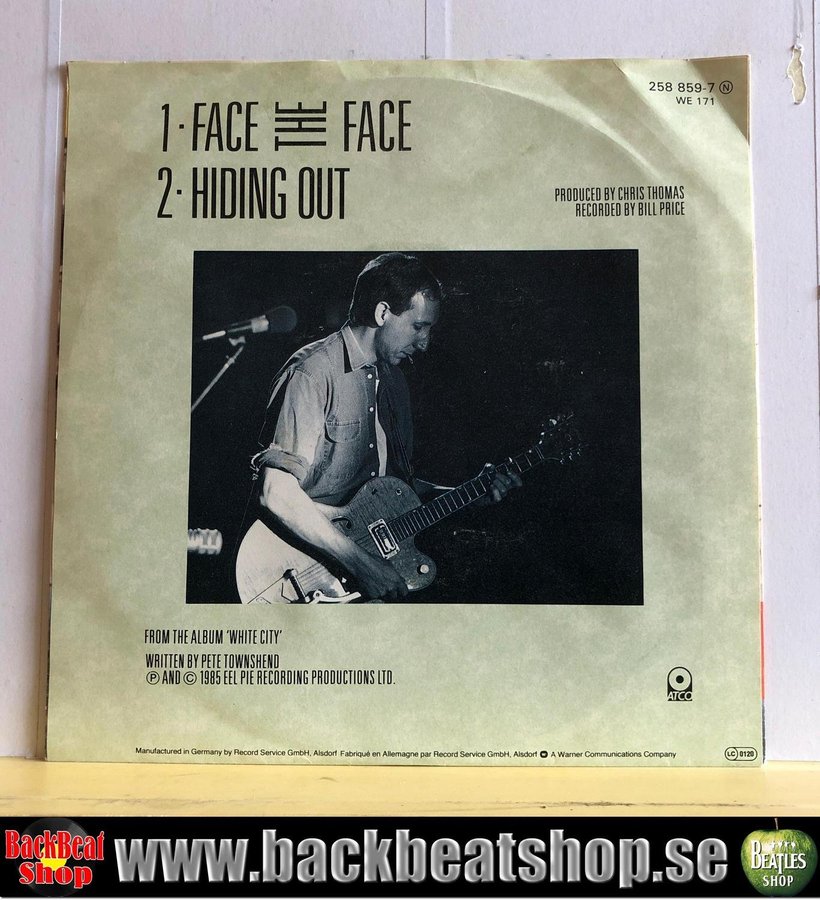 258 859-7 Ⓝ
WE 171
1·FACE THE FACE
2·HIDING OUT
PRODUCED BY CHRIS THOMAS
RECORDED BY BILL PRICE
FROM THE ALBUM 'WHITE CITY'
WRITTEN BY PETE TOWNSHEND
Ⓟ AND © 1985 EEL PIE RECORDING PRODUCTIONS LTD.
ATCO
Manufactured in Germany by Record Service GmbH, Alsdorf Fabriqué en Allemagne par Record Service GmbH, Alsdorf A Warner Communications Company
LC 0120
BackBeat
Shop
www.backbeatshop.se
BEATLES
SHOP